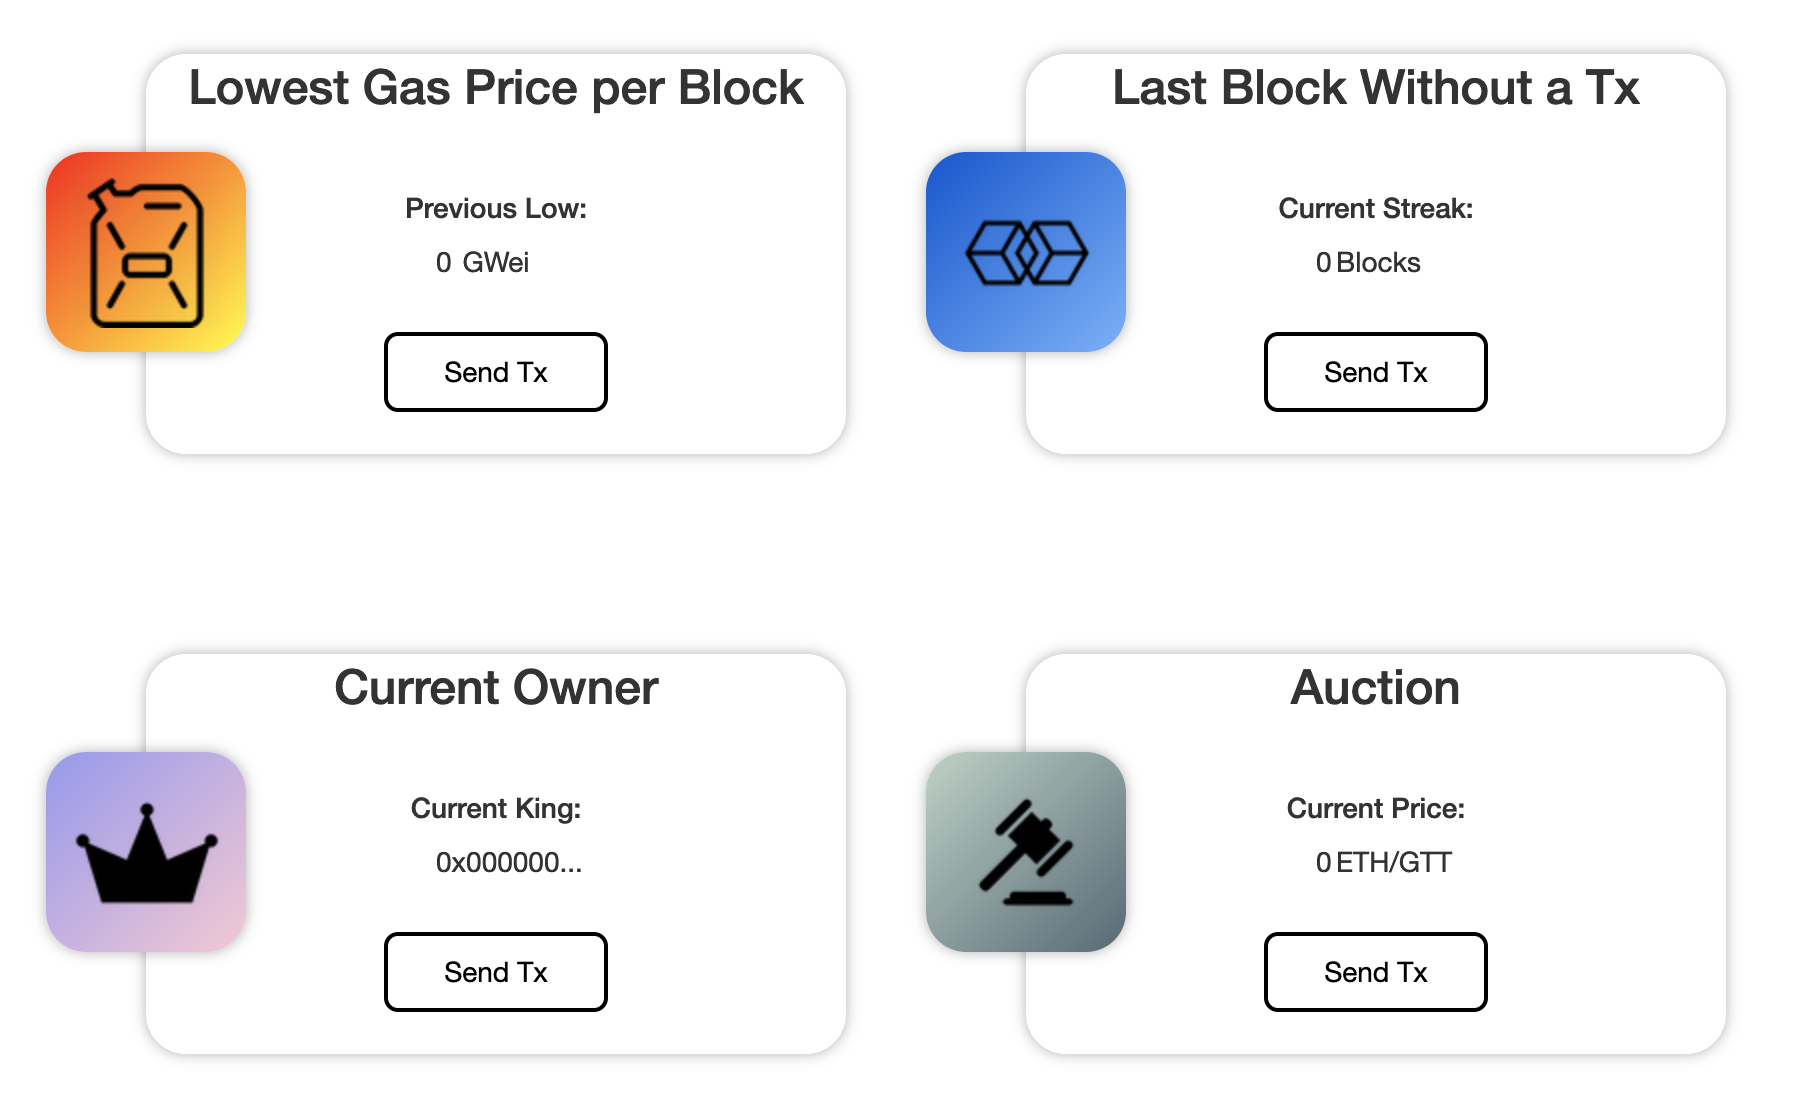 Lowest Gas Price per Block
Previous Low:
0 GWei
Send Tx
Last Block Without a Tx
Current Streak:
0 Blocks
Send Tx
Current Owner
Current King:
0x000000...
Send Tx
Auction
Current Price:
0 ETH/GTT
Send Tx